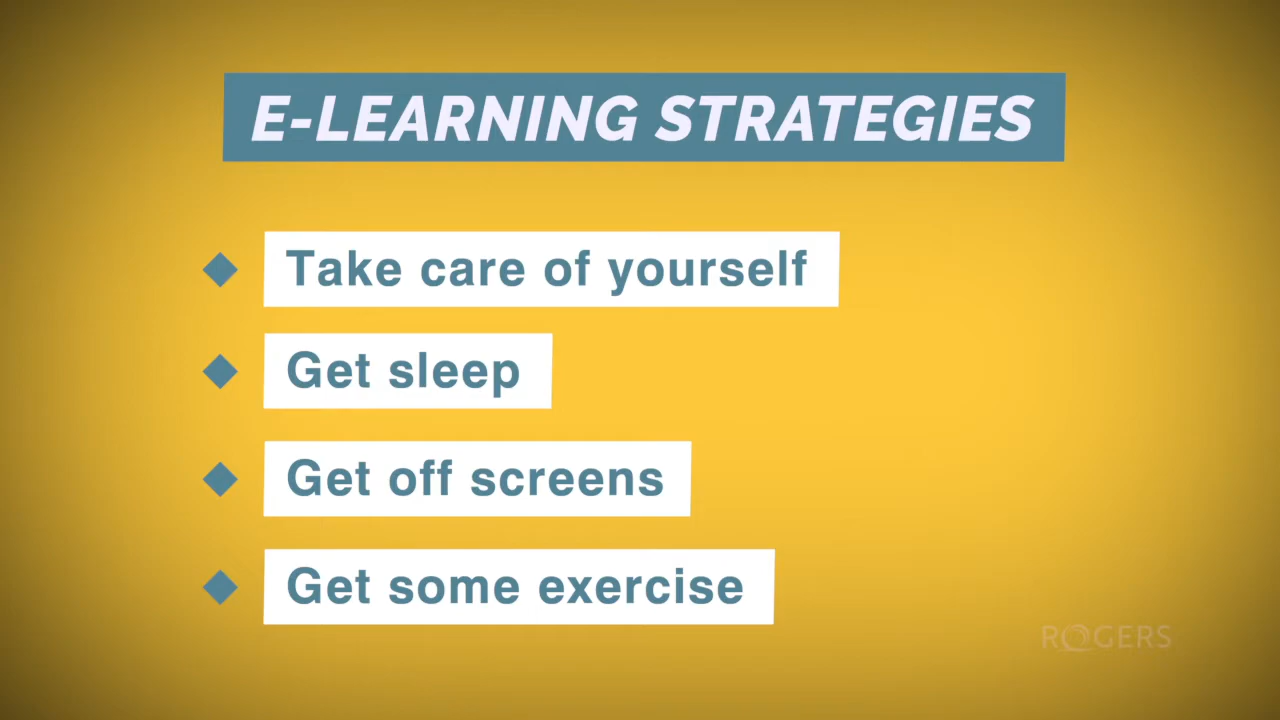 E-LEARNING STRATEGIES
Take care of yourself
Get sleep
Get off screens
Get some exercise
ROGERS